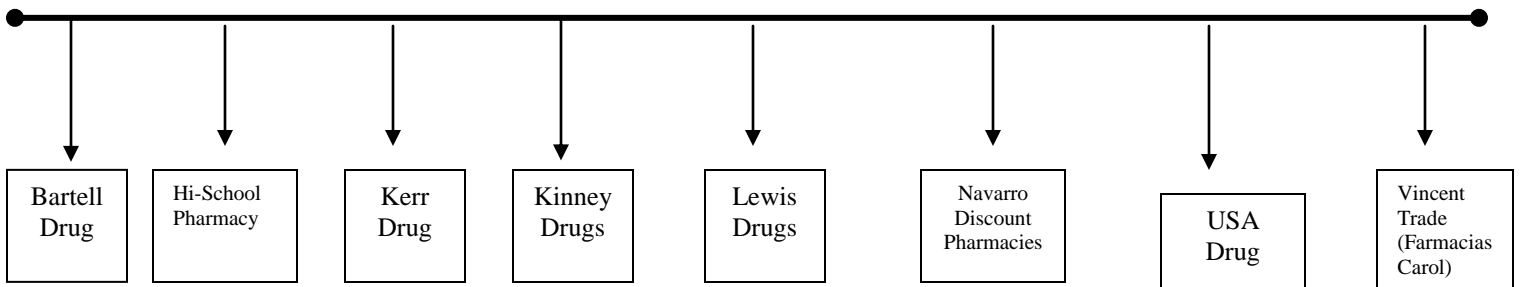 Bartell
Drug
Hi-School
Pharmacy
Kerr
Drug
Kinney
Drugs
Lewis
Drugs
Navarro
Discount
Pharmacies
USA
Drug
Vincent
Trade
(Farmacias
Carol)